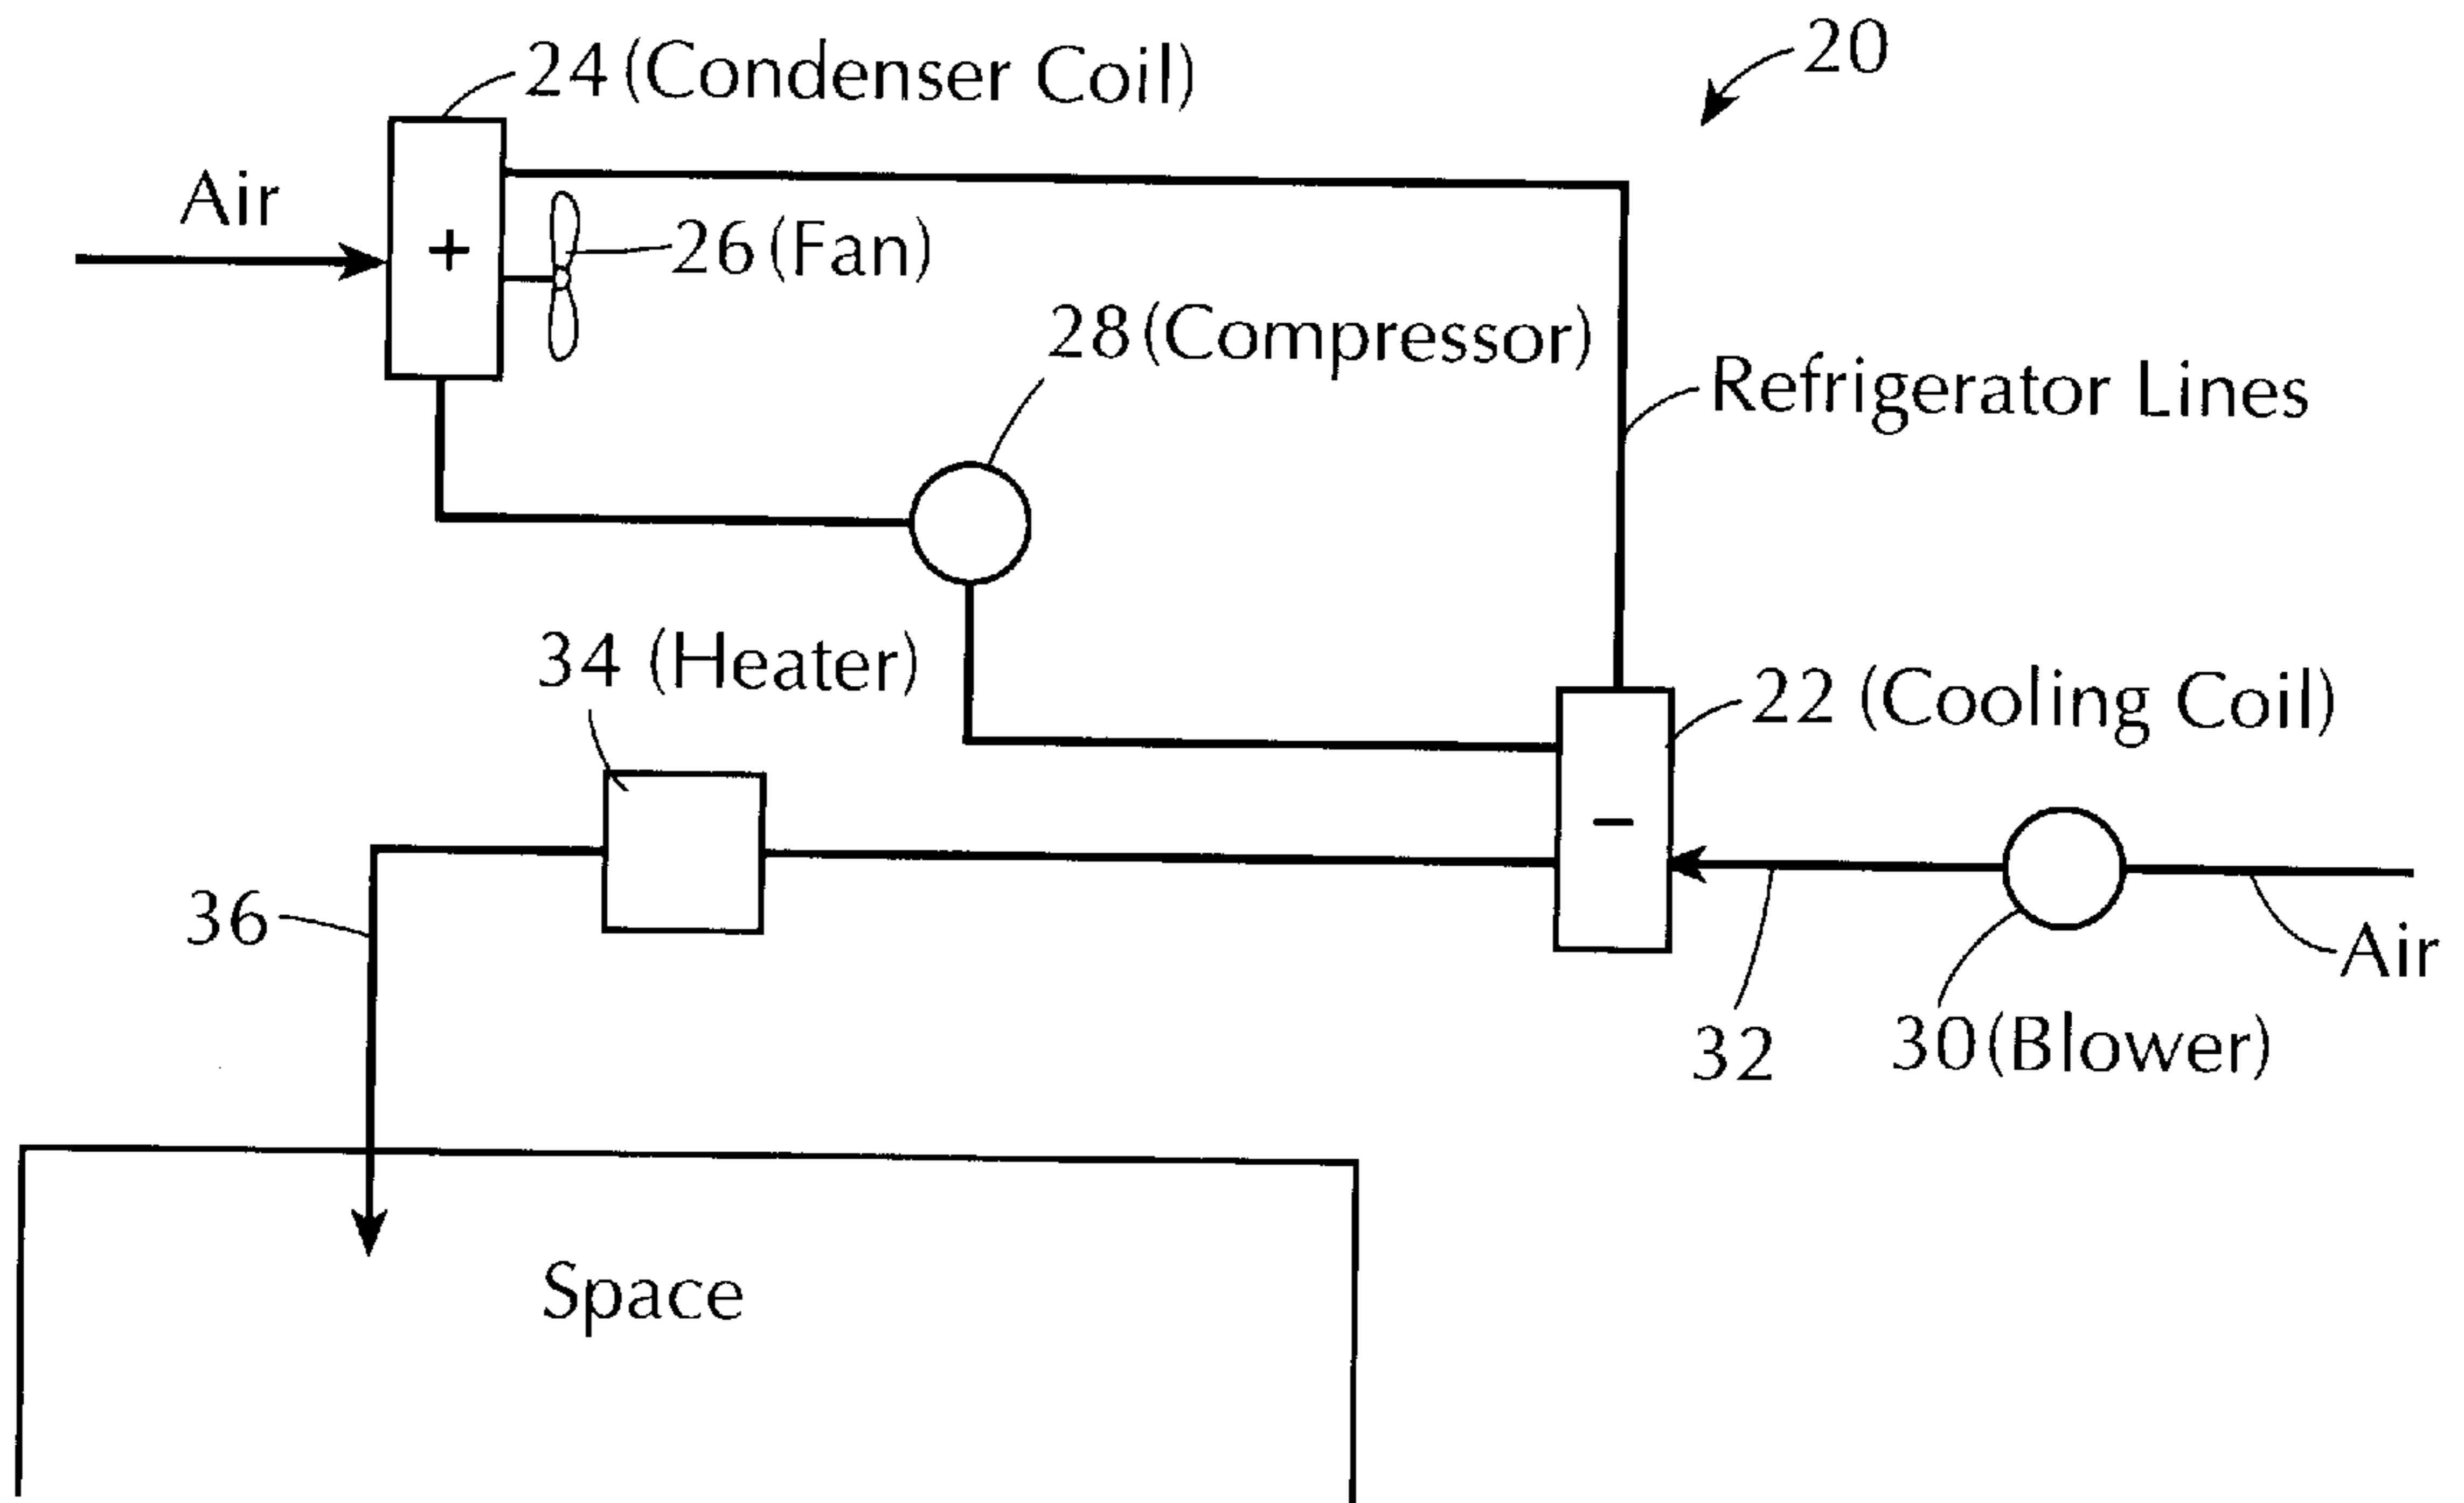 24 (Condenser Coil)
20
Air
+
26 (Fan)
28 (Compressor)
Refrigerator Lines
34 (Heater)
22 (Cooling Coil)
−
36
Air
32
30 (Blower)
Space